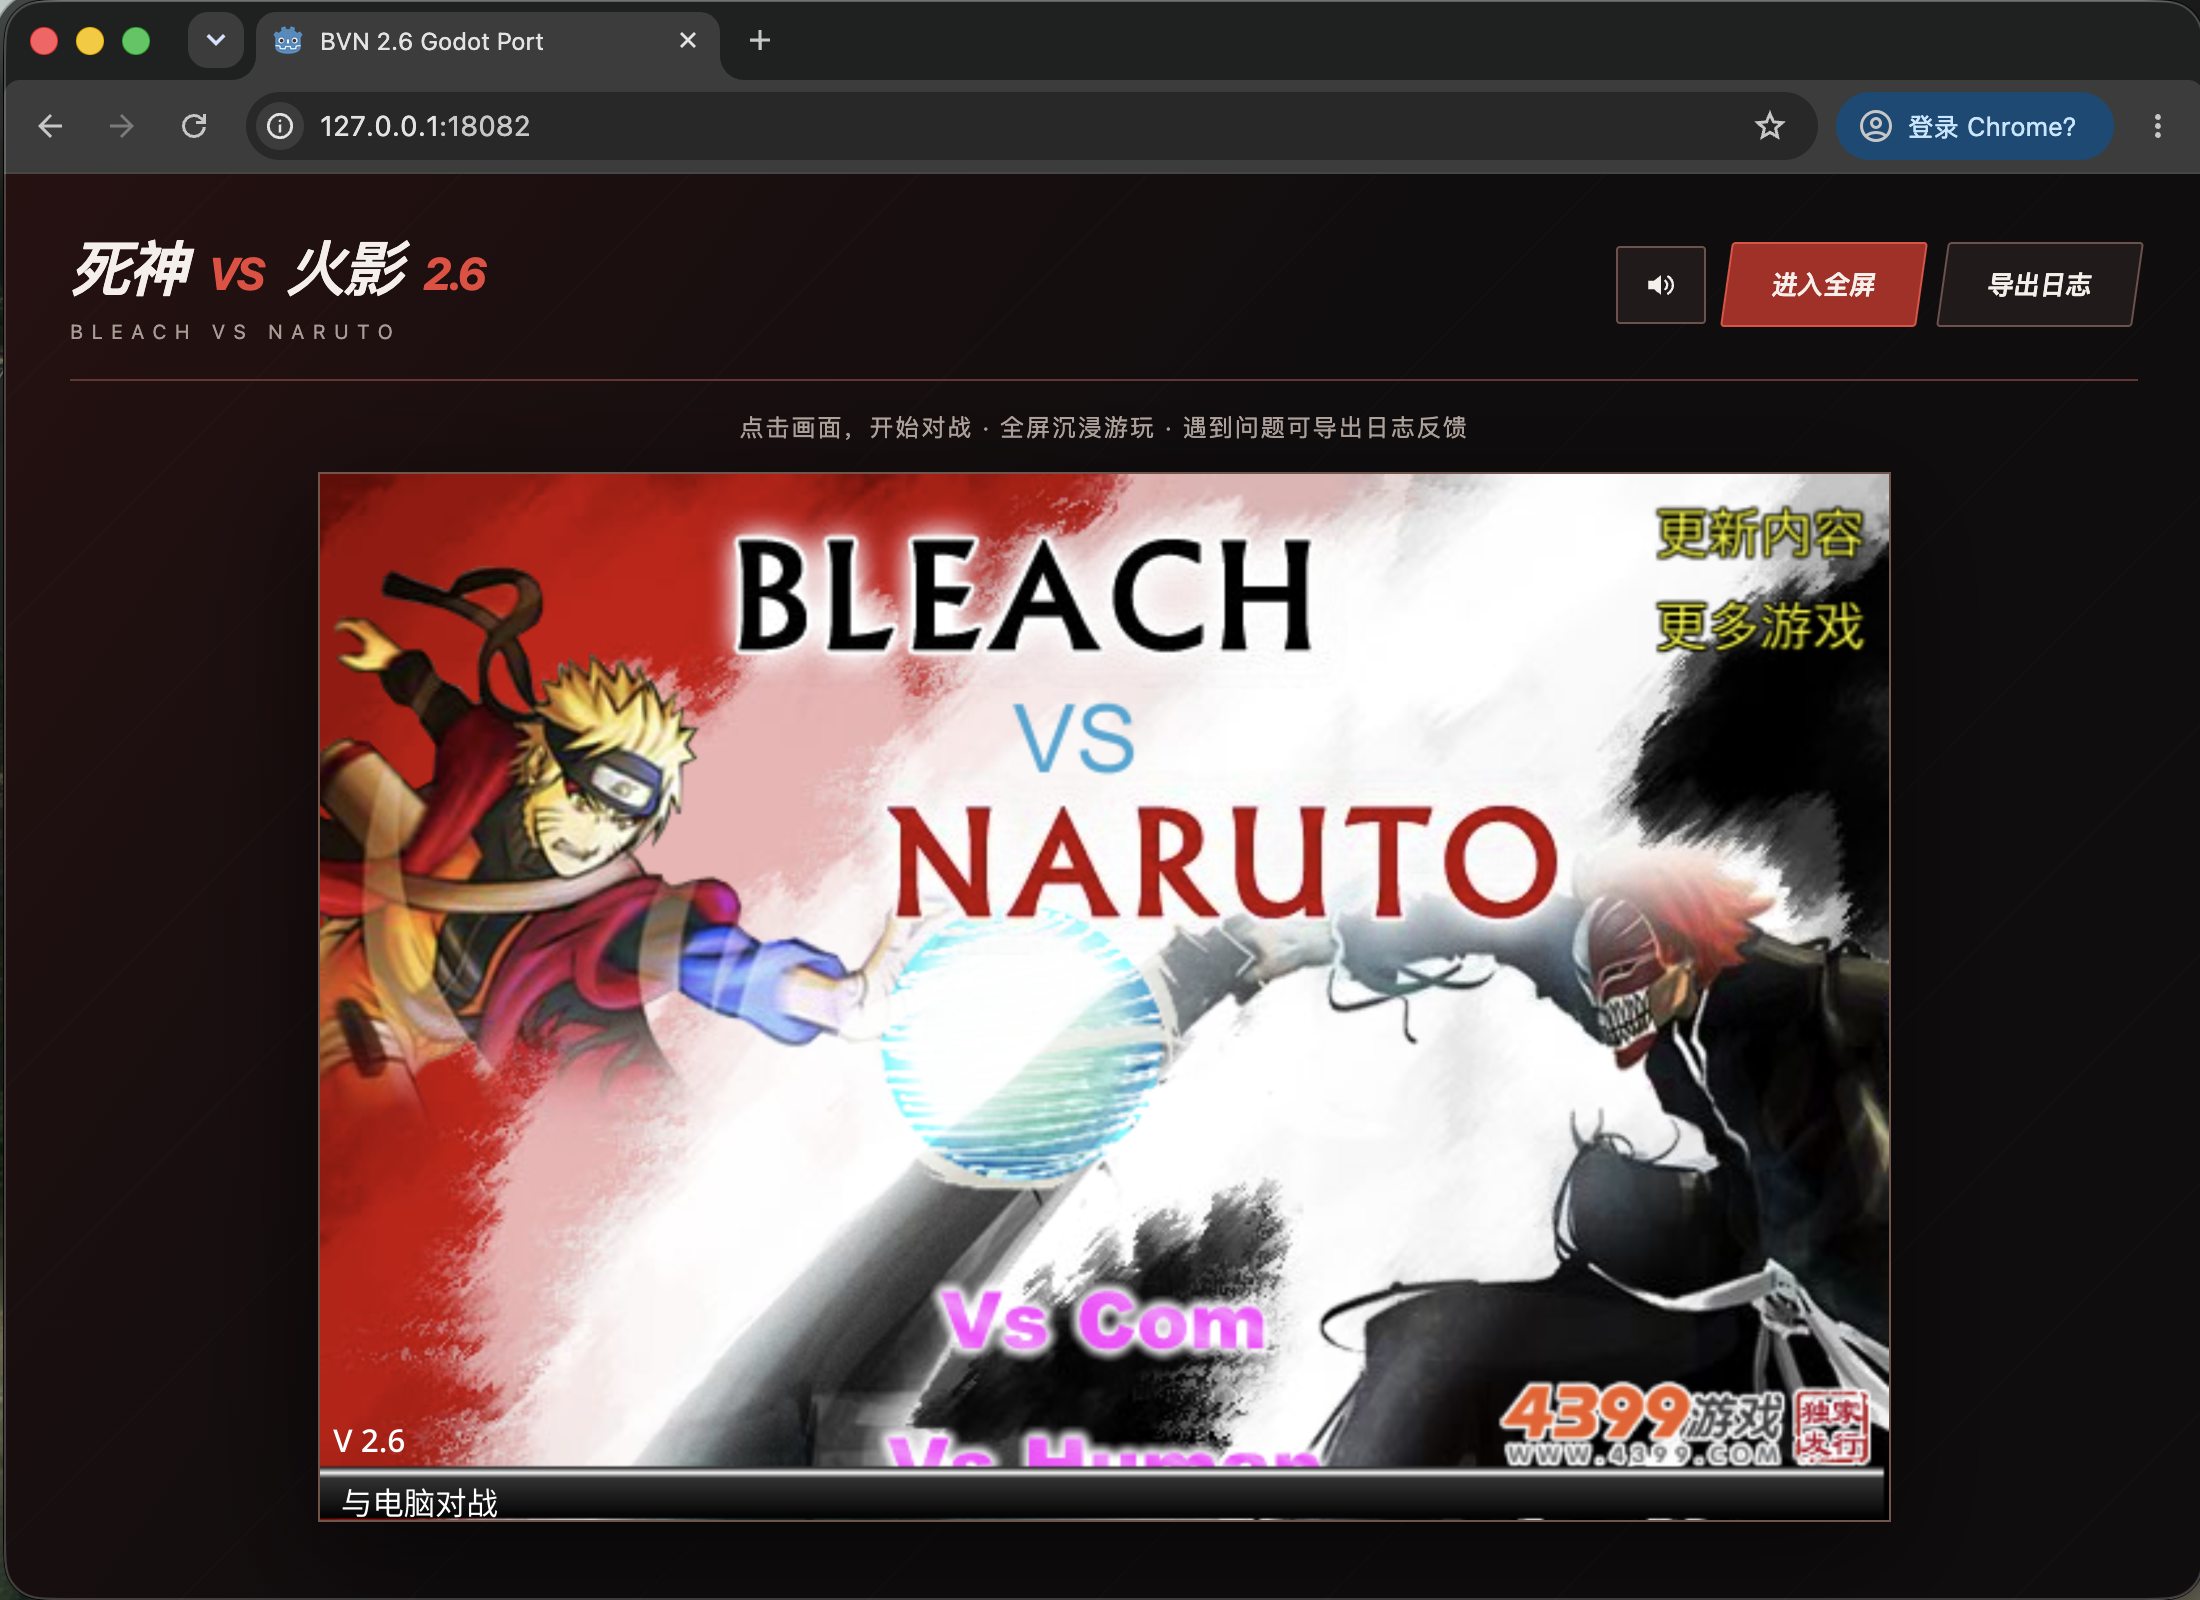 BVN 2.6 Godot Port
127.0.0.1:18082
登录 Chrome?
死神 VS 火影 2.6
BLEACH VS NARUTO
进入全屏
导出日志
点击画面，开始对战 · 全屏沉浸游玩 · 遇到问题可导出日志反馈
BLEACH
更新内容
更多游戏
VS
NARUTO
Vs Com
4399游戏 独家发行
WWW.4399.COM
V 2.6
Vs Human
与电脑对战